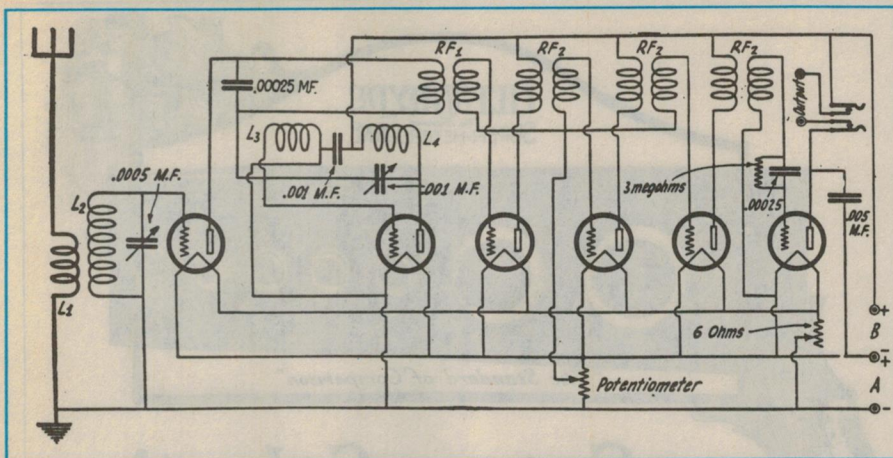 RF1
RF2
RF2
RF2
.00025 MF.
Output
L3
L4
.0005 M.F.
.001 M.F.
.001 M.F.
3 megohms
.00025
.005
M.F.
L2
L1
6 Ohms
+
B
-
+
A
-
Potentiometer